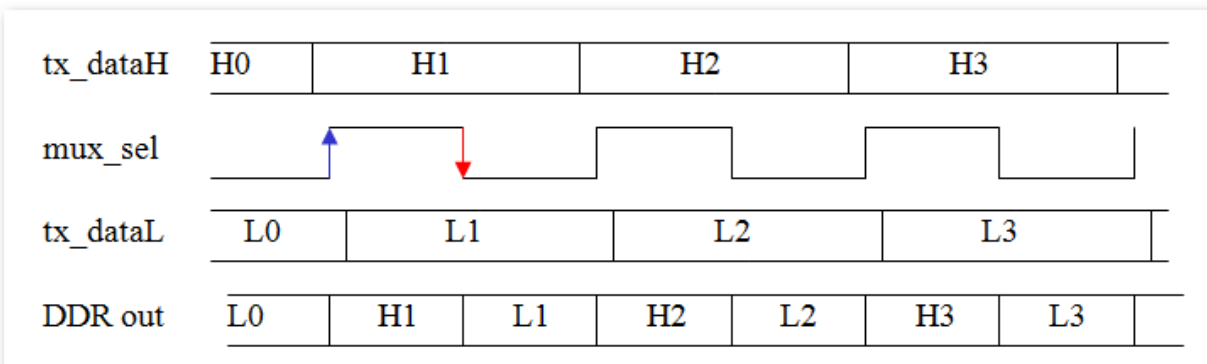 tx_dataH H0 H1 H2 H3
mux_sel
tx_dataL L0 L1 L2 L3
DDR out L0 H1 L1 H2 L2 H3 L3